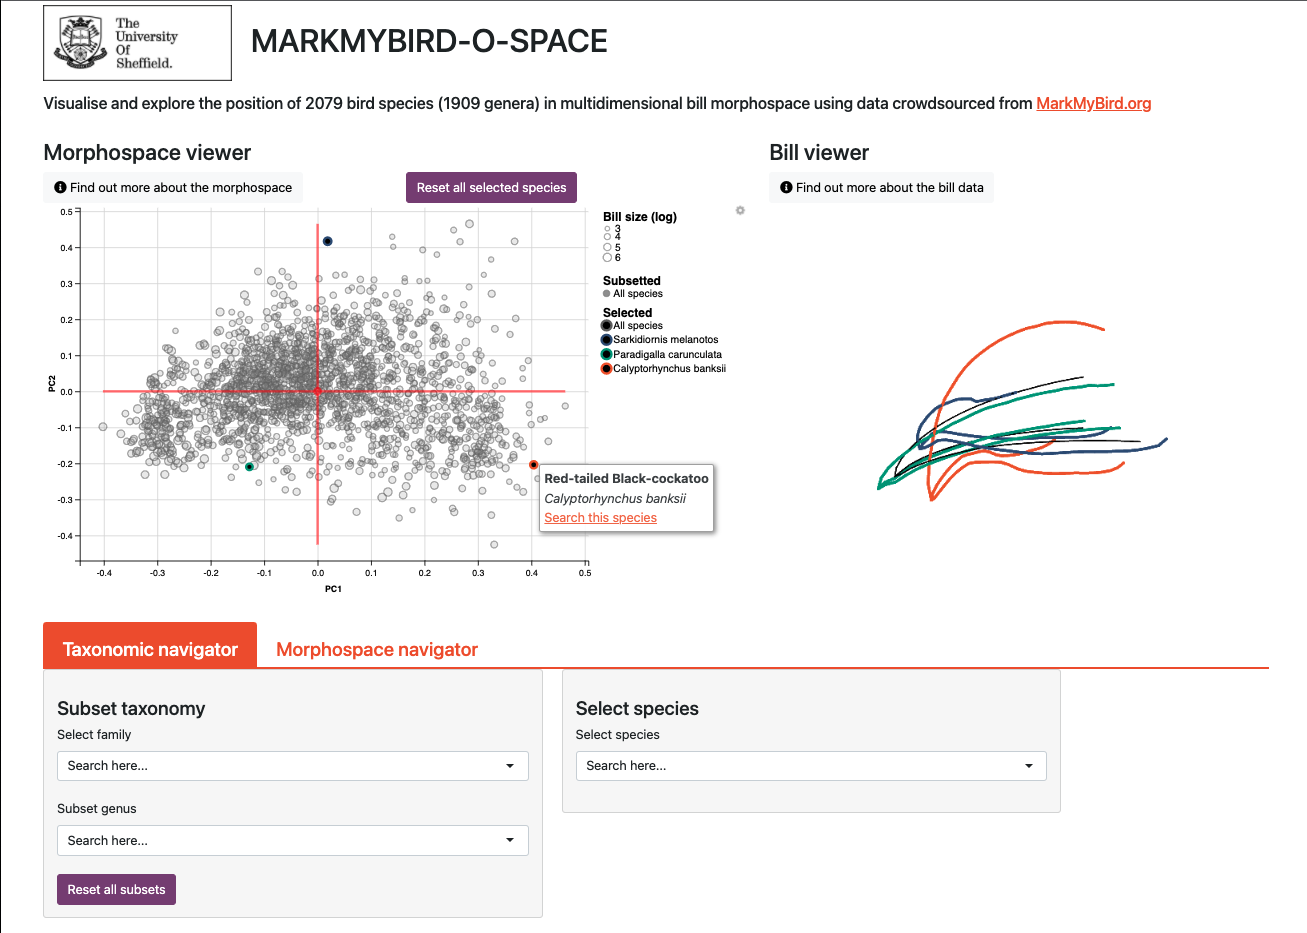 The
University
Of
Sheffield.
MARKMYBIRD-O-SPACE
Visualise and explore the position of 2079 bird species (1909 genera) in multidimensional bill morphospace using data crowdsourced from MarkMyBird.org
Morphospace viewer
Find out more about the morphospace
Reset all selected species
0.5
0.4
0.3
0.2
0.1
0.0
-0.1
-0.2
-0.3
-0.4
PC2
-0.4 -0.3 -0.2 -0.1 0.0 0.1 0.2 0.3 0.4 0.5
PC1
Bill size (log)
3
4
5
6
Subsetted
All species
Selected
All species
Sarkidiornis melanotos
Paradigalla carunculata
Calyptorhynchus banksii
Red-tailed Black-cockatoo
Calyptorhynchus banksii
Search this species
Bill viewer
Find out more about the bill data
Taxonomic navigator
Morphospace navigator
Subset taxonomy
Select family
Search here...
Subset genus
Search here...
Reset all subsets
Select species
Select species
Search here...